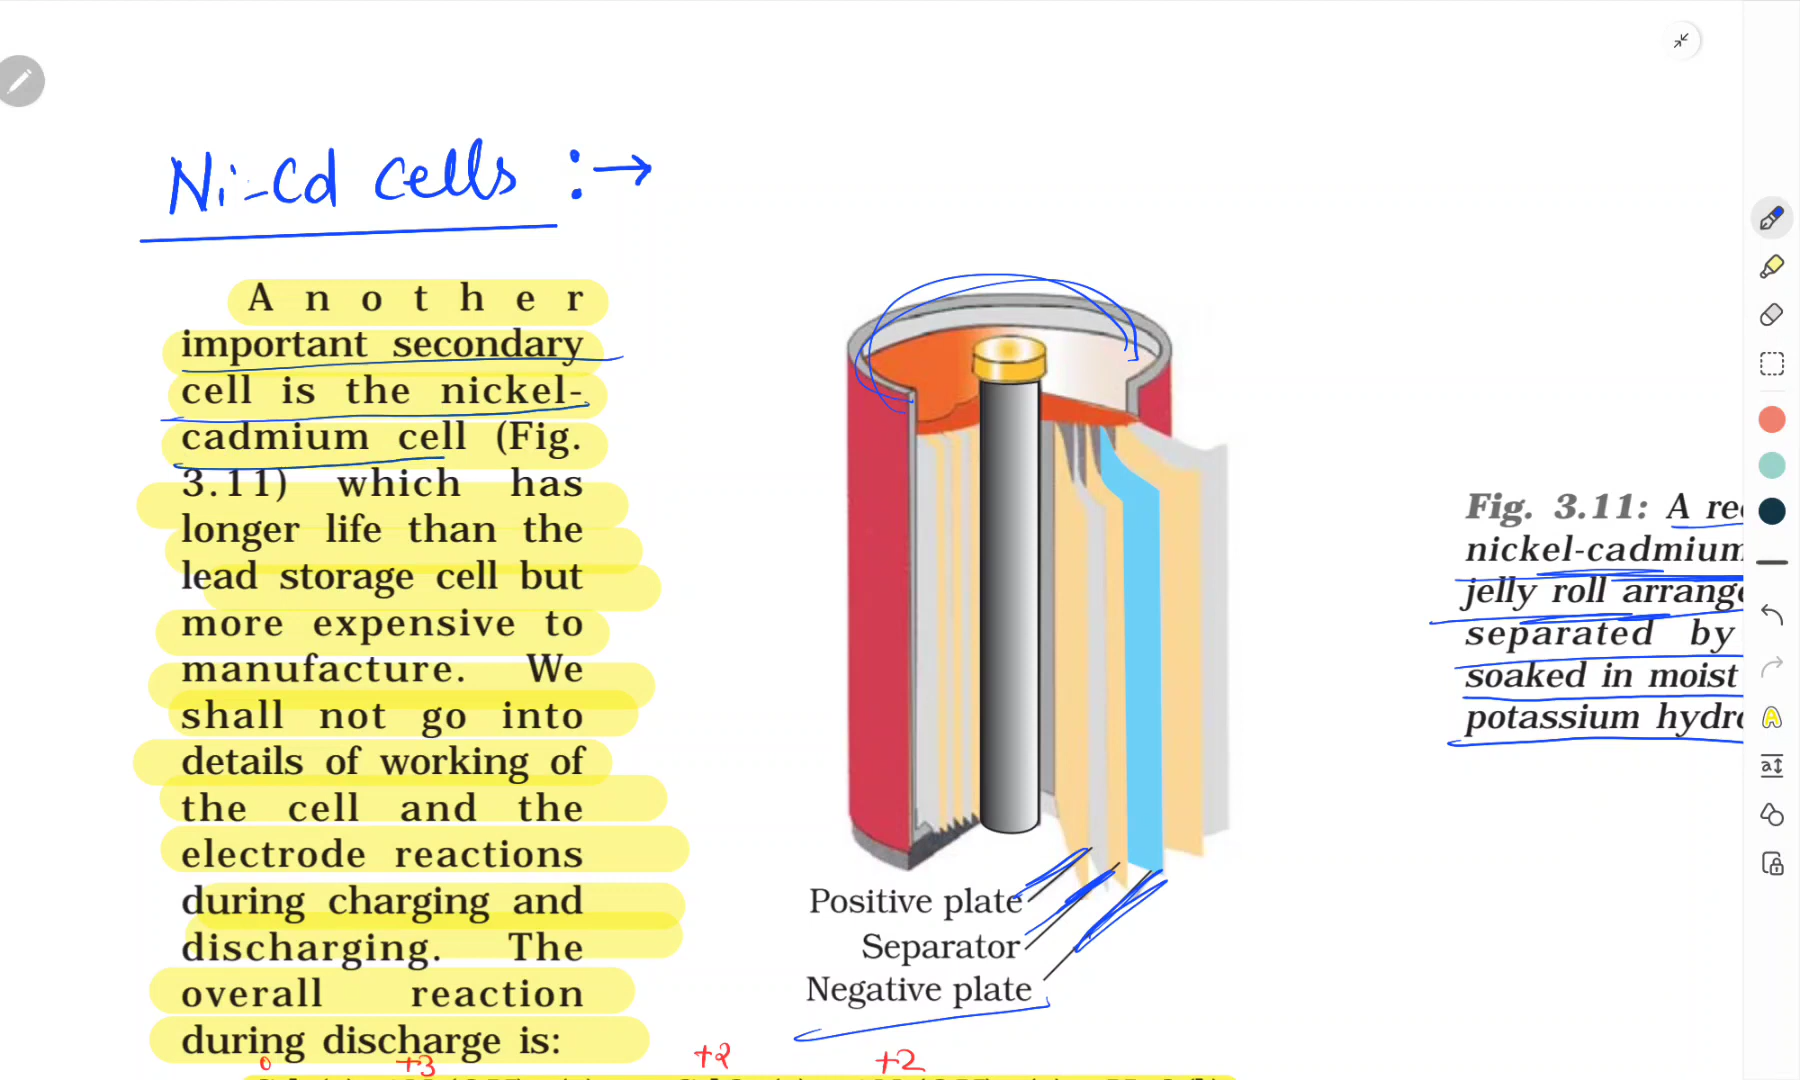 Ni-Cd cells :→
Another
important secondary
cell is the nickel-
cadmium cell (Fig.
3.11) which has
longer life than the
lead storage cell but
more expensive to
manufacture. We
shall not go into
details of working of
the cell and the
electrode reactions
during charging and
discharging. The
overall reaction
during discharge is:
0 +3 +2 +2
Positive plate
Separator
Negative plate
Fig. 3.11: A re
nickel-cadmium
jelly roll arrang
separated by
soaked in moist
potassium hydr